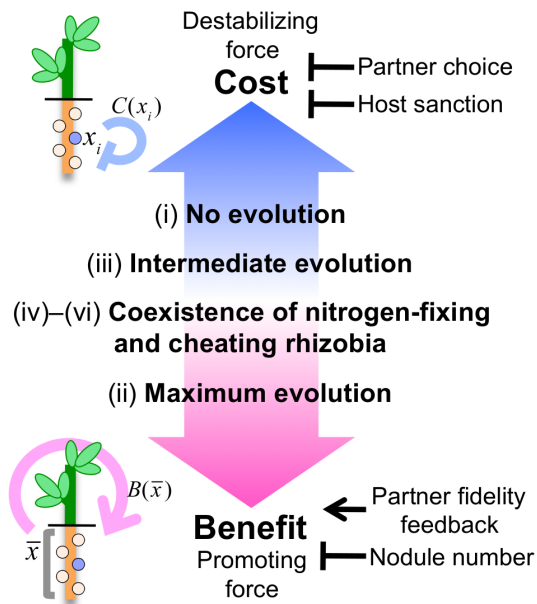 Destabilizing
force
Cost
Partner choice
Host sanction
C(x_i)
x_i
(i) No evolution
(iii) Intermediate evolution
(iv)–(vi) Coexistence of nitrogen-fixing
and cheating rhizobia
(ii) Maximum evolution
B(x̅)
x̅
Benefit
Promoting
force
Partner fidelity
feedback
Nodule number